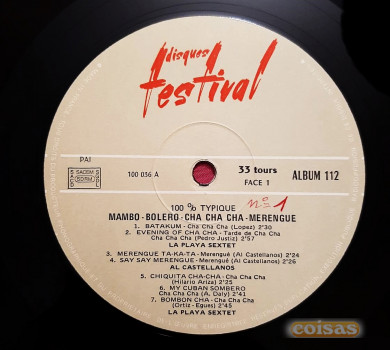 disques
festival
PAI
SACEM
SDRM
SACD
SGDL
100 036 A
33 tours
FACE 1
ALBUM 112
100 % TYPIQUE
N° 1
MAMBO - BOLERO - CHA CHA CHA - MERENGUE
1. BATAKUM - Cha Cha Cha (Lopez) 2'30
2. EVENING OF CHA CHA - Tarde de Cha Cha
Cha Cha (Pedro Justiz) 2'57
LA PLAYA SEXTET
3. MERENGUE TA-KA-TA - Merengué (Al Castellanos) 2'24
4. SAY SAY MERENGUE - Merengué (Al Castellanos) 2'26
AL CASTELLANOS
5. CHIQUITA CHA-CHA - Cha Cha Cha
(Hilario Ariza) 2'25
6. MY CUBAN SOMBERO
Cha Cha Cha (A. Daly) 2'41
7. BOMBON CHA - Cha Cha Cha
(Ortiz - Egues) 2'45
LA PLAYA SEXTET
coisas